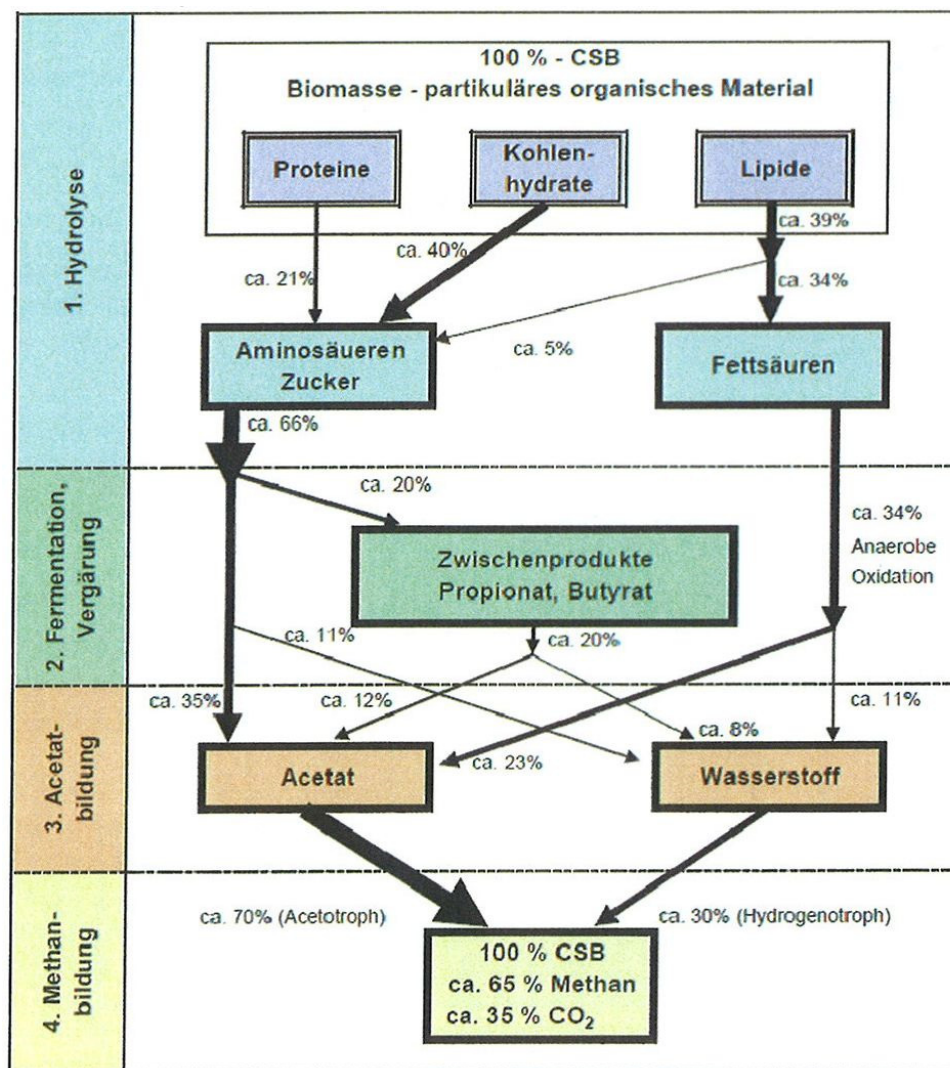 100 % - CSB
Biomasse - partikuläres organisches Material
Proteine
Kohlen-
hydrate
Lipide
ca. 39%
ca. 40%
ca. 21%
ca. 34%
ca. 5%
1. Hydrolyse
Aminosäueren
Zucker
Fettsäuren
ca. 66%
ca. 20%
2. Fermentation,
Vergärung
Zwischenprodukte
Propionat, Butyrat
ca. 34%
Anaerobe
Oxidation
ca. 11%
ca. 20%
ca. 35%
ca. 12%
ca. 8%
ca. 11%
ca. 23%
3. Acetat-
bildung
Acetat
Wasserstoff
ca. 70% (Acetotroph)
ca. 30% (Hydrogenotroph)
4. Methan-
bildung
100 % CSB
ca. 65 % Methan
ca. 35 % CO₂